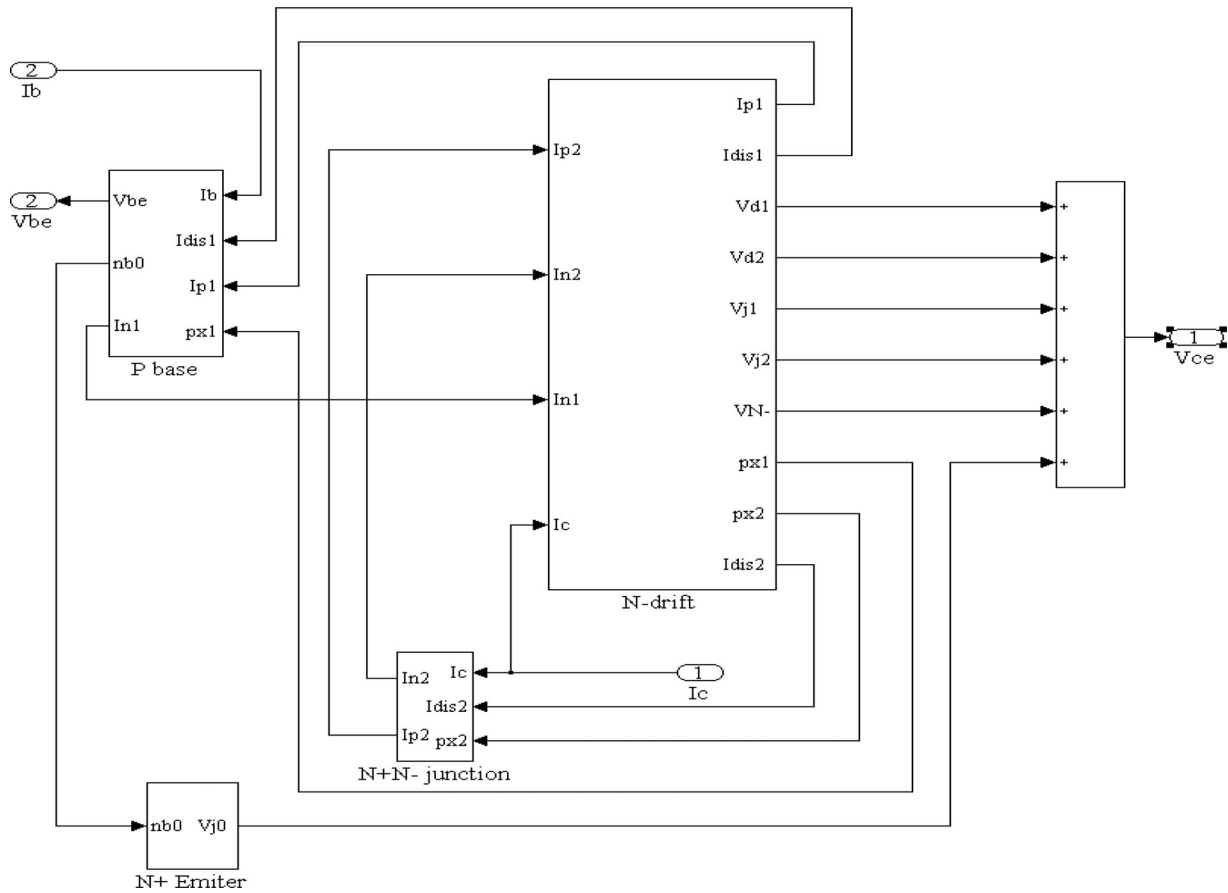 2
Ib
2
Vbe
Vbe
nb0
In1
Ib
Idis1
Ip1
px1
P base
Ip2
In2
In1
Ic
Ip1
Idis1
Vd1
Vd2
Vj1
Vj2
VN-
px1
px2
Idis2
N-drift
+
+
+
+
+
+
1
Vce
In2
Ip2
Ic
Idis2
px2
N+N- junction
1
Ic
nb0
Vj0
N+ Emiter